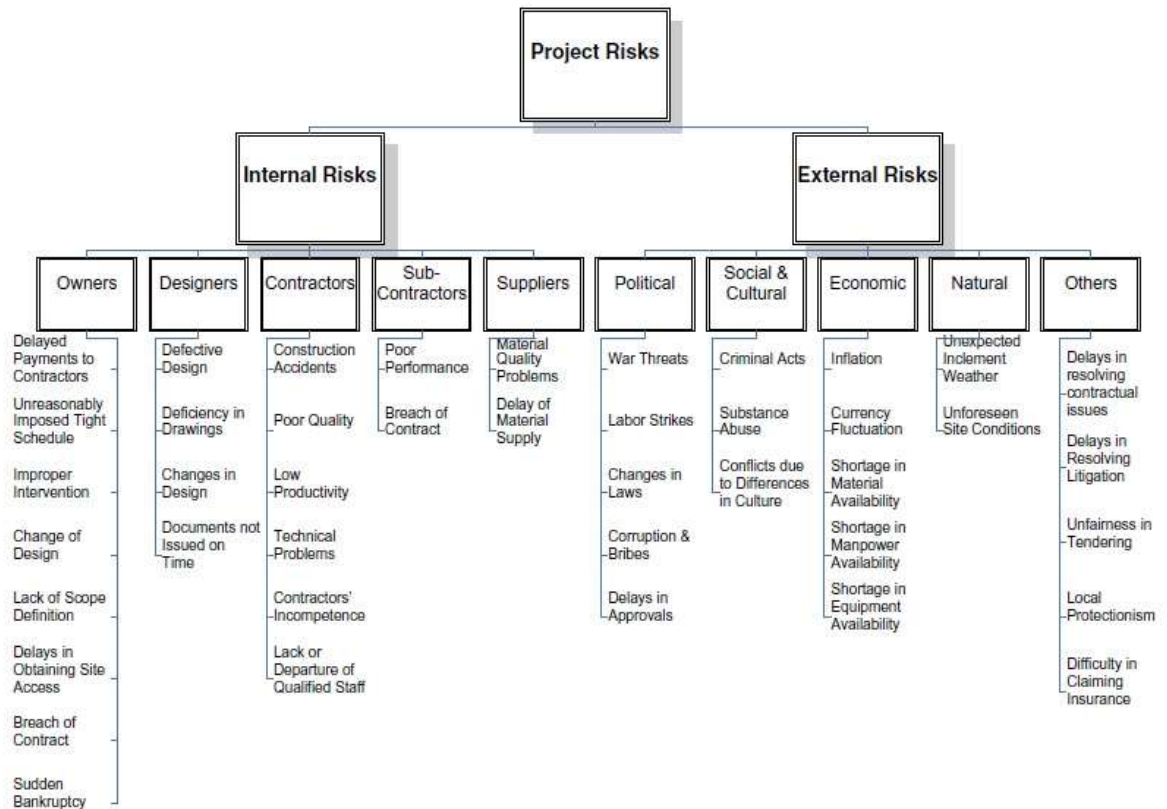 Project Risks
Internal Risks
External Risks
Owners
Designers
Contractors
Sub-
Contractors
Suppliers
Political
Social &
Cultural
Economic
Natural
Others
Delayed
Payments to
Contractors
Unreasonably
Imposed Tight
Schedule
Improper
Intervention
Change of
Design
Lack of Scope
Definition
Delays in
Obtaining Site
Access
Breach of
Contract
Sudden
Bankruptcy
Defective
Design
Deficiency in
Drawings
Changes in
Design
Documents not
Issued on
Time
Construction
Accidents
Poor Quality
Low
Productivity
Technical
Problems
Contractors'
Incompetence
Lack or
Departure of
Qualified Staff
Poor
Performance
Breach of
Contract
Material
Quality
Problems
Delay of
Material
Supply
War Threats
Labor Strikes
Changes in
Laws
Corruption &
Bribes
Delays in
Approvals
Criminal Acts
Substance
Abuse
Conflicts due
to Differences
in Culture
Inflation
Currency
Fluctuation
Shortage in
Material
Availability
Shortage in
Manpower
Availability
Shortage in
Equipment
Availability
Unexpected
Inclement
Weather
Unforeseen
Site Conditions
Delays in
resolving
contractual
issues
Delays in
Resolving
Litigation
Unfairness in
Tendering
Local
Protectionism
Difficulty in
Claiming
Insurance